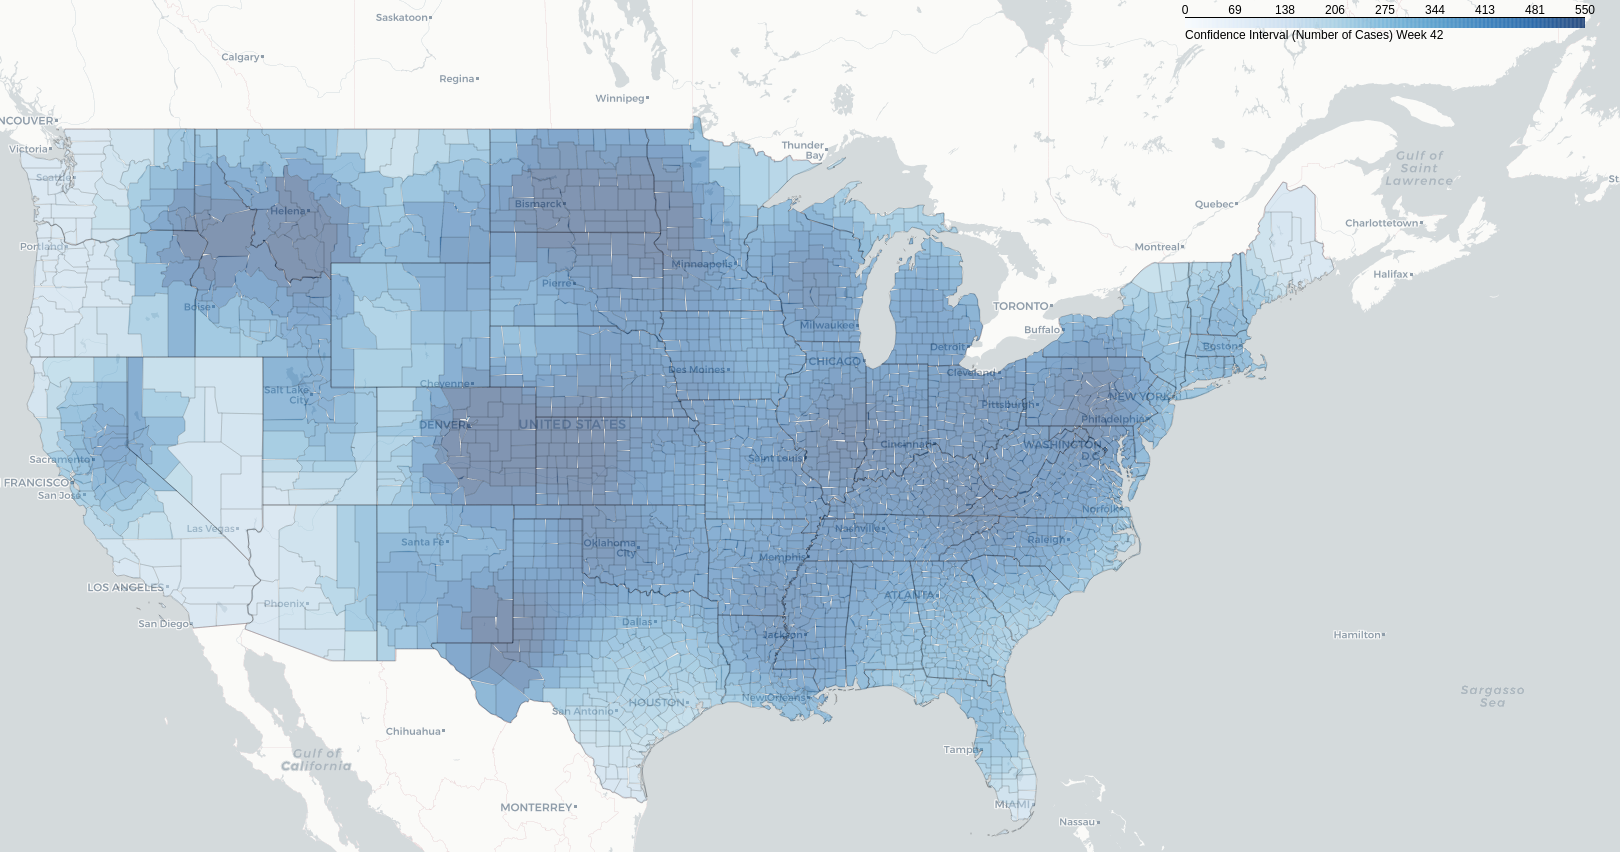 0 69 138 206 275 344 413 481 550
Confidence Interval (Number of Cases) Week 42
Saskatoon
Calgary
Regina
Winnipeg
NCOUVER
Victoria
Seattle
Thunder
Bay
Gulf of
Saint
Lawrence
St
Quebec
Charlottetown
Helena
Bismarck
Portland
Montreal
Minneapolis
Halifax
Pierre
Boise
TORONTO
Buffalo
Milwaukee
Detroit
Boston
CHICAGO
Des Moines
Cleveland
Cheyenne
Salt Lake
City
Pittsburgh
NEW YORK
Philadelphia
DENVER
UNITED STATES
Cincinnati
WASHINGTON
D.C.
Sacramento
Saint Louis
FRANCISCO
San Jose
Norfolk
Las Vegas
Nashville
Santa Fe
Oklahoma
City
Raleigh
Memphis
LOS ANGELES
Phoenix
ATLANTA
San Diego
Dallas
Jackson
Hamilton
New Orleans
HOUSTON
San Antonio
Sargasso
Sea
Chihuahua
Gulf of
California
Tampa
MONTERREY
MIAMI
Nassau